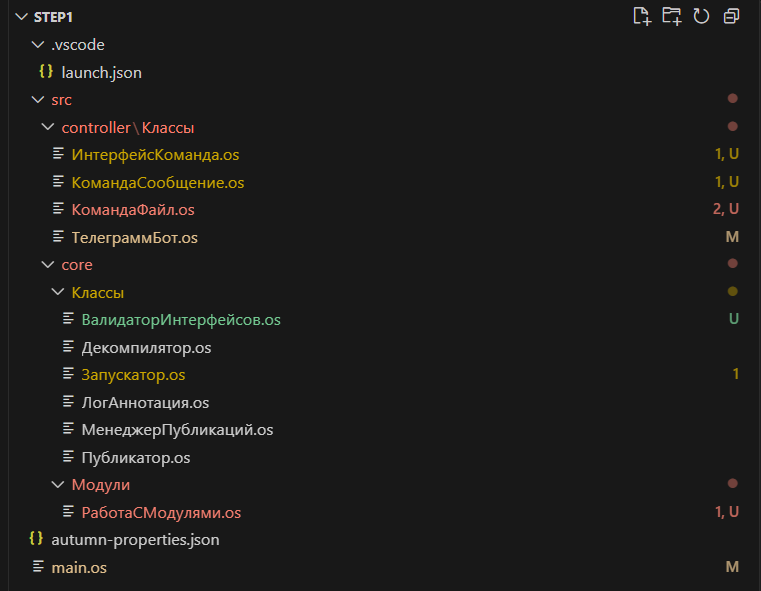 STEP1
.vscode
{} launch.json
src
controller\Классы
ИнтерфейсКоманда.os 1, U
КомандаСообщение.os 1, U
КомандаФайл.os 2, U
ТелеграммБот.os M
core
Классы
ВалидаторИнтерфейсов.os U
Декомпилятор.os
Запускатор.os 1
ЛогАннотация.os
МенеджерПубликаций.os
Публикатор.os
Модули
РаботаСМодулями.os 1, U
{} autumn-properties.json
main.os M